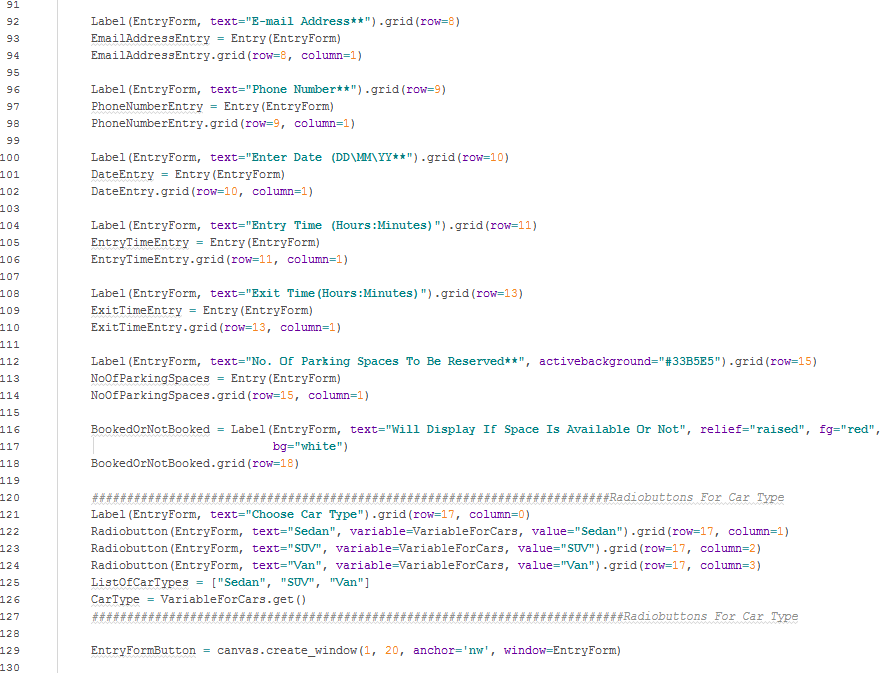 91
92 Label(EntryForm, text="E-mail Address**").grid(row=8)
93 EmailAddressEntry = Entry(EntryForm)
94 EmailAddressEntry.grid(row=8, column=1)
95
96 Label(EntryForm, text="Phone Number**").grid(row=9)
97 PhoneNumberEntry = Entry(EntryForm)
98 PhoneNumberEntry.grid(row=9, column=1)
99
100 Label(EntryForm, text="Enter Date (DD\MM\YY**").grid(row=10)
101 DateEntry = Entry(EntryForm)
102 DateEntry.grid(row=10, column=1)
103
104 Label(EntryForm, text="Entry Time (Hours:Minutes)").grid(row=11)
105 EntryTimeEntry = Entry(EntryForm)
106 EntryTimeEntry.grid(row=11, column=1)
107
108 Label(EntryForm, text="Exit Time(Hours:Minutes)").grid(row=13)
109 ExitTimeEntry = Entry(EntryForm)
110 ExitTimeEntry.grid(row=13, column=1)
111
112 Label(EntryForm, text="No. Of Parking Spaces To Be Reserved**", activebackground="#33B5E5").grid(row=15)
113 NoOfParkingSpaces = Entry(EntryForm)
114 NoOfParkingSpaces.grid(row=15, column=1)
115
116 BookedOrNotBooked = Label(EntryForm, text="Will Display If Space Is Available Or Not", relief="raised", fg="red",
117 bg="white")
118 BookedOrNotBooked.grid(row=18)
119
120 ##########################################################################Radiobuttons For Car Type
121 Label(EntryForm, text="Choose Car Type").grid(row=17, column=0)
122 Radiobutton(EntryForm, text="Sedan", variable=VariableForCars, value="Sedan").grid(row=17, column=1)
123 Radiobutton(EntryForm, text="SUV", variable=VariableForCars, value="SUV").grid(row=17, column=2)
124 Radiobutton(EntryForm, text="Van", variable=VariableForCars, value="Van").grid(row=17, column=3)
125 ListOfCarTypes = ["Sedan", "SUV", "Van"]
126 CarType = VariableForCars.get()
127 ############################################################################Radiobuttons For Car Type
128
129 EntryFormButton = canvas.create_window(1, 20, anchor='nw', window=EntryForm)
130